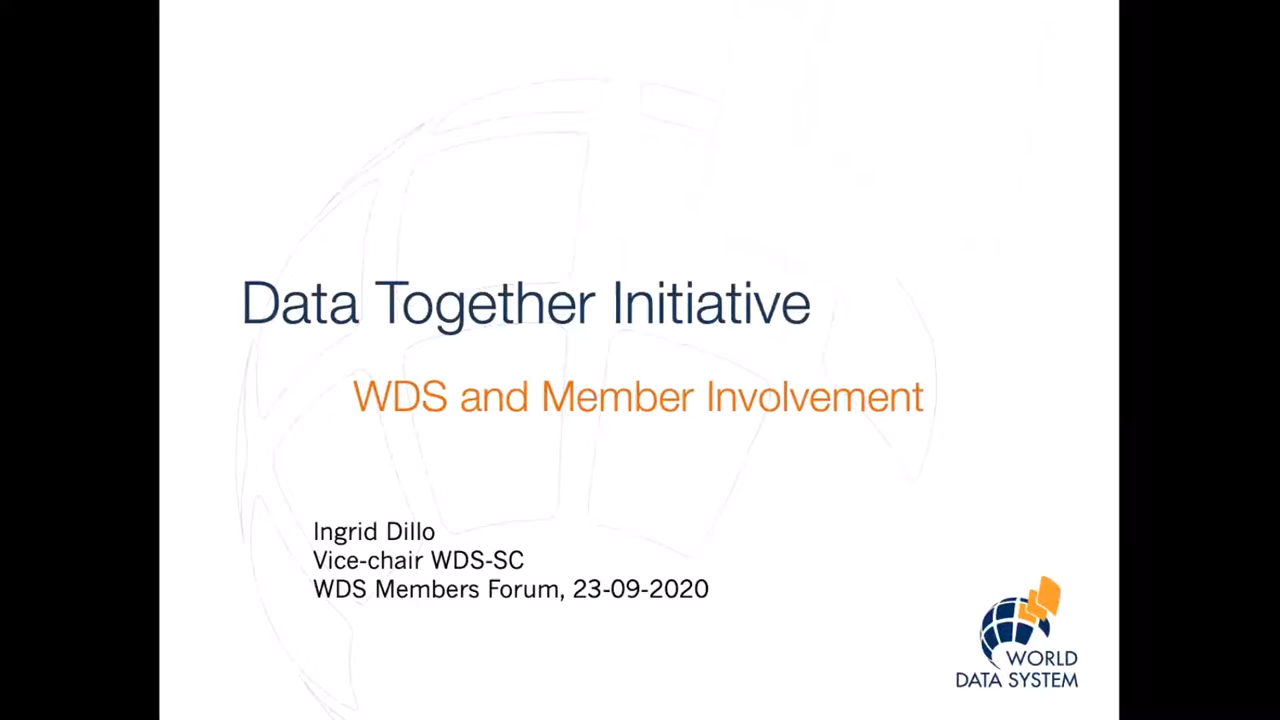 Data Together Initiative
WDS and Member Involvement
Ingrid Dillo
Vice-chair WDS-SC
WDS Members Forum, 23-09-2020
WORLD
DATA SYSTEM